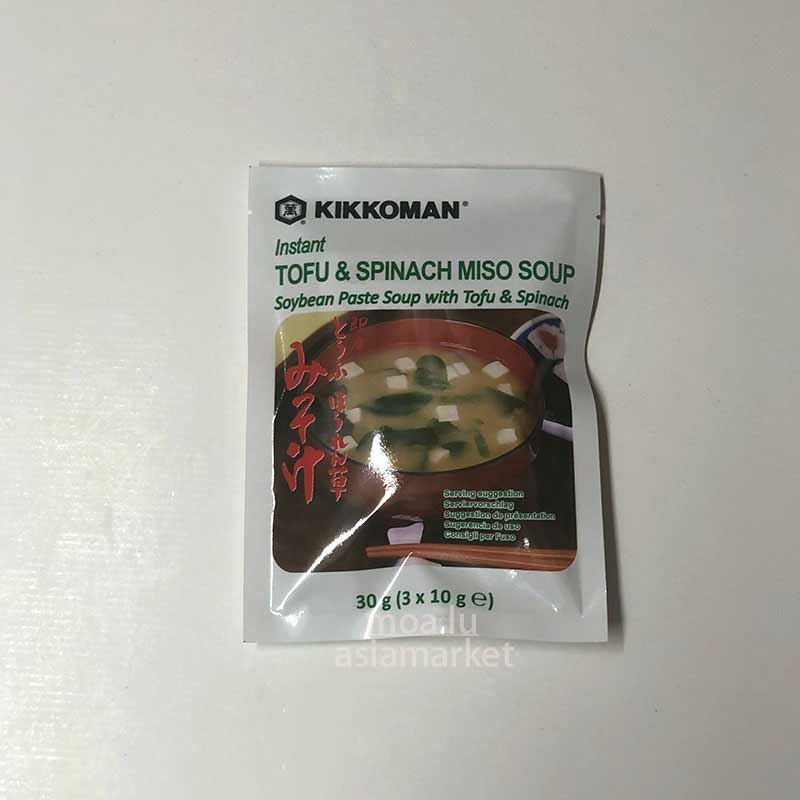 萬
KIKKOMAN®
Instant
TOFU & SPINACH MISO SOUP
Soybean Paste Soup with Tofu & Spinach
とうふ ほうれん草
みそ汁
Serving suggestion
Serviervorschlag
Suggestion de présentation
Sugerencia de uso
Consigli per l'uso
30 g (3 x 10 g ℮)
moa.lu
asiamarket